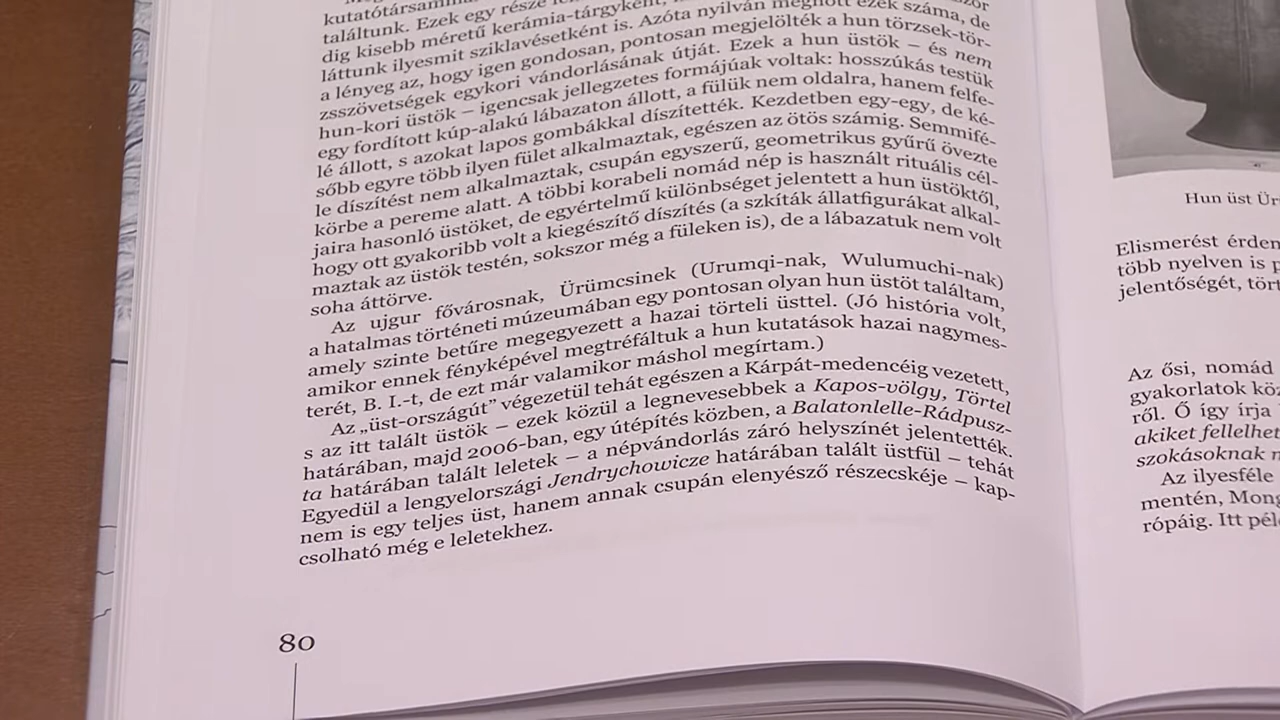 kutatótársammal
találtunk. Ezek egy része
dig kisebb méretű kerámia-tárgyként,
láttunk ilyesmit sziklavésetként is. Azóta nyilván megnőtt ezek száma, de
a lényeg az, hogy igen gondosan, pontosan megjelölték a hun törzsek-tör-
zsszövetségek egykori vándorlásának útját. Ezek a hun üstök – és nem
hun-kori üstök – igencsak jellegzetes formájúak voltak: hosszúkás testük
egy fordított kúp-alakú lábazaton állott, a fülük nem oldalra, hanem felfe-
lé állott, s azokat lapos gombákkal díszítették. Kezdetben egy-egy, de ké-
sőbb egyre több ilyen fület alkalmaztak, egészen az ötös számig. Semmifé-
le díszítést nem alkalmaztak, csupán egyszerű, geometrikus gyűrű övezte
körbe a pereme alatt. A többi korabeli nomád nép is használt rituális cél-
jaira hasonló üstöket, de egyértelmű különbséget jelentett a hun üstöktől,
hogy ott gyakoribb volt a kiegészítő díszítés (a szkíták állatfigurákat alkal-
maztak az üstök testén, sokszor még a füleken is), de a lábazatuk nem volt
soha áttörve.
Az ujgur fővárosnak, Ürümcsinek (Urumqi-nak, Wulumuchi-nak)
a hatalmas történeti múzeumában egy pontosan olyan hun üstöt találtam,
amely szinte betűre megegyezett a hazai törteli üsttel. (Jó história volt,
amikor ennek fényképével megtréfáltuk a hun kutatások hazai nagymes-
terét, B. I.-t, de ezt már valamikor máshol megírtam.)
Az „üst-országút” végezetül tehát egészen a Kárpát-medencéig vezetett,
s az itt talált üstök – ezek közül a legnevesebbek a Kapos-völgy, Törtel
határában, majd 2006-ban, egy útépítés közben, a Balatonlelle-Rádpusz-
ta határában talált leletek – a népvándorlás záró helyszínét jelentették.
Egyedül a lengyelországi Jendrychowicze határában talált üstfül – tehát
nem is egy teljes üst, hanem annak csupán elenyésző részecskéje – kap-
csolható még e leletekhez.
80
Hun üst
Elismerést
több nyelven is
jelentőségét,
Az ősi, nomád
gyakorlatok
ről. Ő így írja
akiket
szokásoknak
Az ilyesféle
mentén,
rópáig. Itt